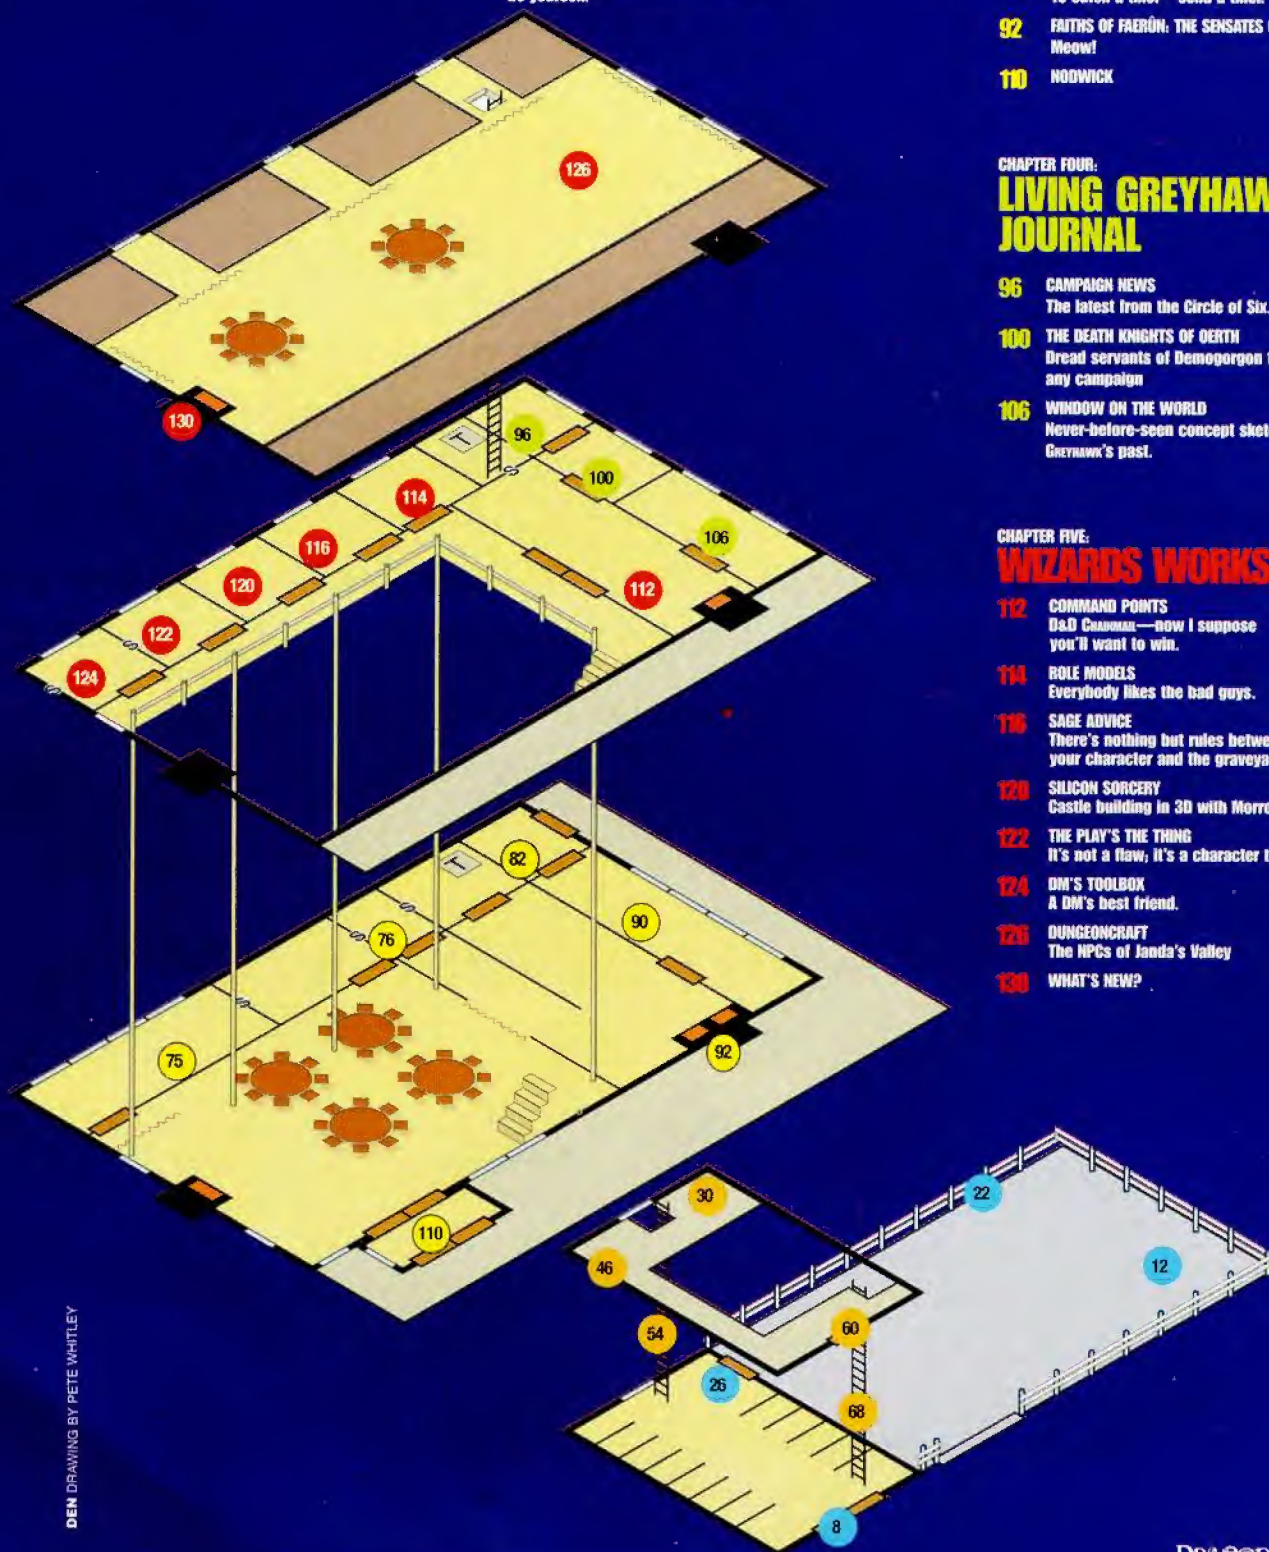 92 FAITHS OF FAERÛN: THE SENSATES
Meow!
110 NODWICK
CHAPTER FOUR:
LIVING GREYHAW
JOURNAL
96 CAMPAIGN NEWS
The latest from the Circle of Six.
100 THE DEATH KNIGHTS OF OERTH
Dread servants of Demogorgon
any campaign
106 WINDOW ON THE WORLD
Never-before-seen concept sket
GREYHAWK's past.
CHAPTER FIVE:
WIZARDS WORKS
112 COMMAND POINTS
D&D CHAINMAIL—now I suppose
you'll want to win.
114 ROLE MODELS
Everybody likes the bad guys.
116 SAGE ADVICE
There's nothing but rules betwe
your character and the graveya
120 SILICON SORCERY
Castle building in 3D with Morro
122 THE PLAY'S THE THING
It's not a flaw; it's a character t
124 DM'S TOOLBOX
A DM's best friend.
126 DUNGEONCRAFT
The NPCs of Janda's Valley
130 WHAT'S NEW?
126
130
96
100
114
106
116
120
112
122
124
82
90
76
75
92
110
30
22
46
12
54
60
26
68
8
DEN DRAWING BY PETE WHITLEY